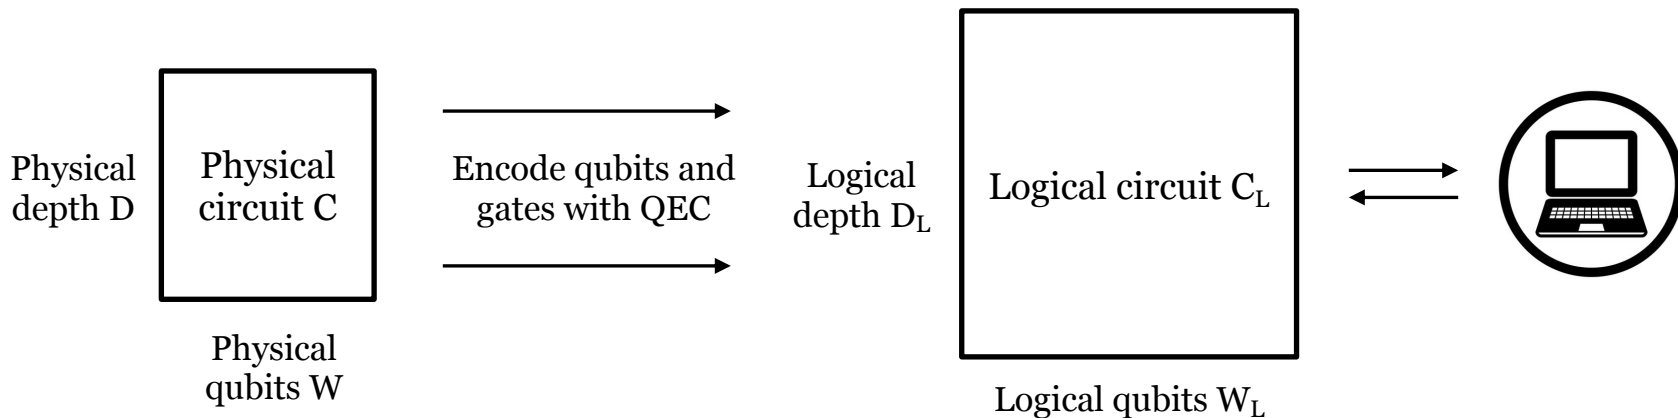 Physical
depth D
Physical
circuit C
Physical
qubits W
Encode qubits and
gates with QEC
Logical
depth D_L
Logical circuit C_L
Logical qubits W_L